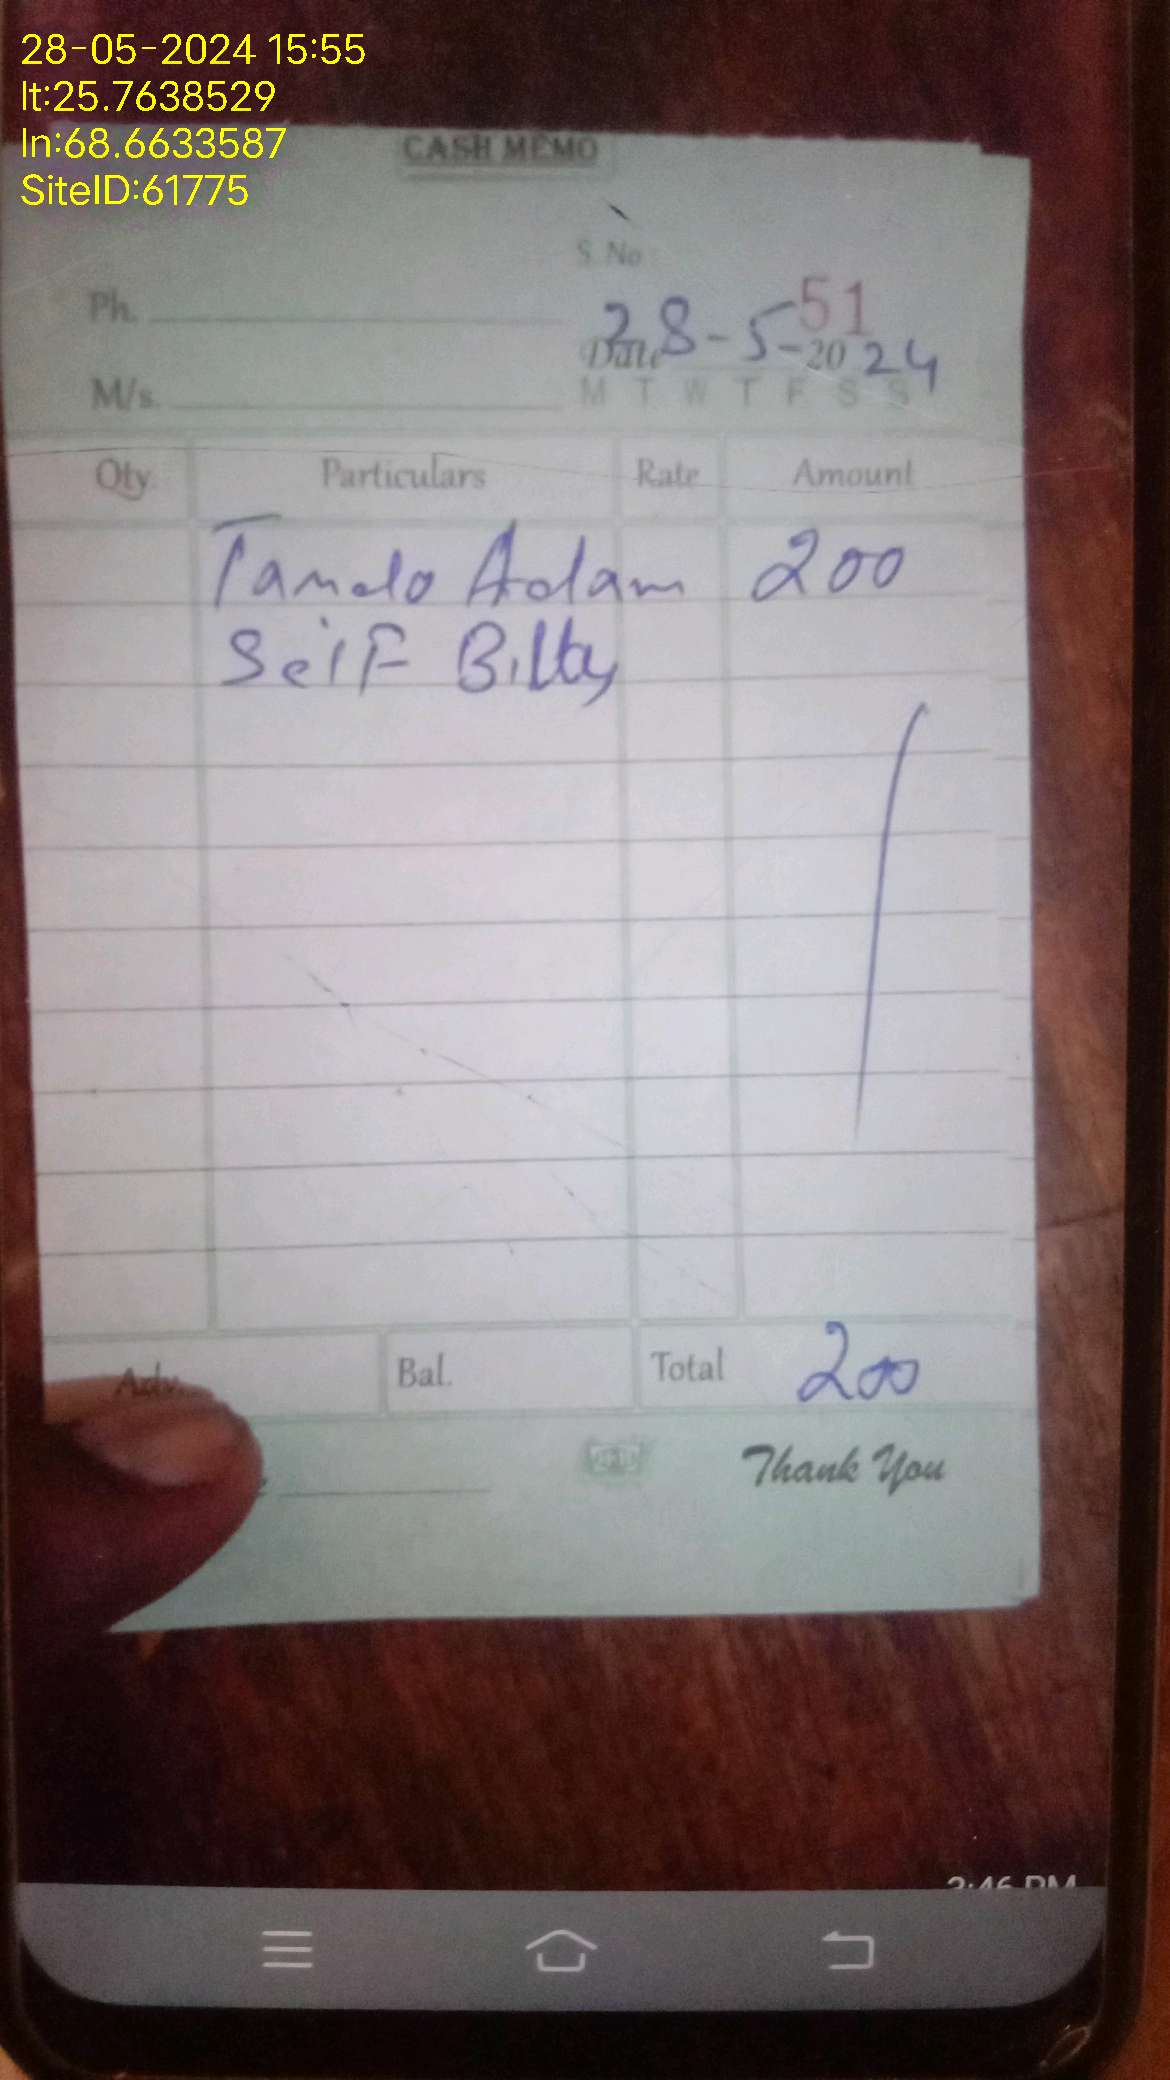 28-05-2024 15:55
lt:25.7638529
ln:68.6633587
SiteID:61775
CASH MEMO
S. No
51
Ph.
Date 28-5-2024
M/s.
M T W T F S S
Qty. Particulars Rate Amount
Tando Adam 200
Self Bilty
Adv. Bal. Total 200
Thank You
PM